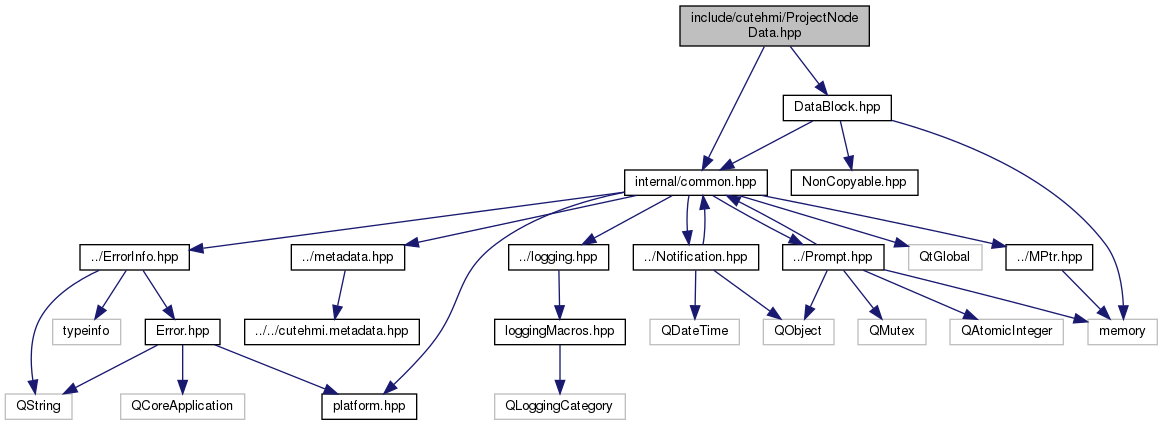 include/cutehmi/ProjectNode
Data.hpp
DataBlock.hpp
internal/common.hpp
NonCopyable.hpp
../ErrorInfo.hpp
../metadata.hpp
../logging.hpp
../Notification.hpp
../Prompt.hpp
QtGlobal
../MPtr.hpp
typeinfo
Error.hpp
../../cutehmi.metadata.hpp
loggingMacros.hpp
QDateTime
QObject
QMutex
QAtomicInteger
memory
QString
QCoreApplication
platform.hpp
QLoggingCategory